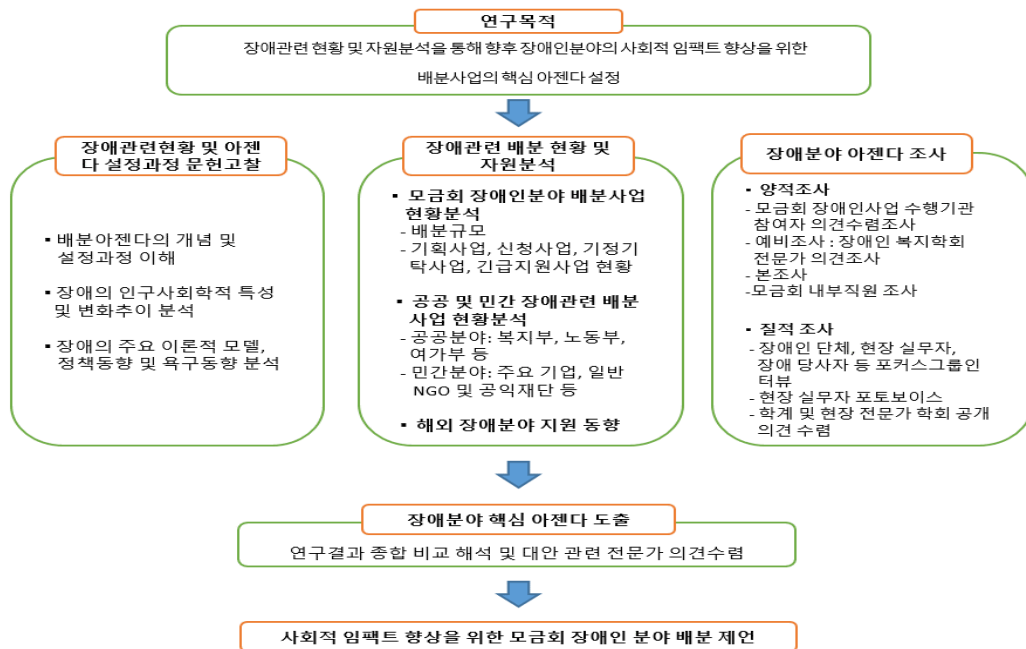 연구목적
장애관련 현황 및 자원분석을 통해 향후 장애인분야의 사회적 임팩트 향상을 위한
배분사업의 핵심 아젠다 설정
장애관련현황 및 아젠
다 설정과정 문헌고찰
▪ 배분아젠다의 개념 및
설정과정 이해
▪ 장애의 인구사회학적 특성
및 변화추이 분석
▪ 장애의 주요 이론적 모델,
정책동향 및 욕구동향 분석
장애관련 배분 현황 및
자원분석
▪ 모금회 장애인분야 배분사업
현황분석
- 배분규모
- 기획사업, 신청사업, 기정기
탁사업, 긴급지원사업 현황
▪ 공공 및 민간 장애관련 배분
사업 현황분석
- 공공분야: 복지부, 노동부,
여가부 등
- 민간분야: 주요 기업, 일반
NGO 및 공익재단 등
▪ 해외 장애분야 지원 동향
장애분야 아젠다 조사
▪ 양적조사
- 모금회 장애인사업 수행기관
참여자 의견수렴조사
- 예비조사 : 장애인 복지학회
전문가 의견조사
- 본조사
-모금회 내부직원 조사
▪ 질적 조사
- 장애인 단체, 현장 실무자,
장애 당사자 등 포커스그룹인
터뷰
- 현장 실무자 포토보이스
- 학계 및 현장 전문가 학회 공개
의견 수렴
장애분야 핵심 아젠다 도출
연구결과 종합 비교 해석 및 대안 관련 전문가 의견수렴
사회적 임팩트 향상을 위한 모금회 장애인 분야 배분 제언